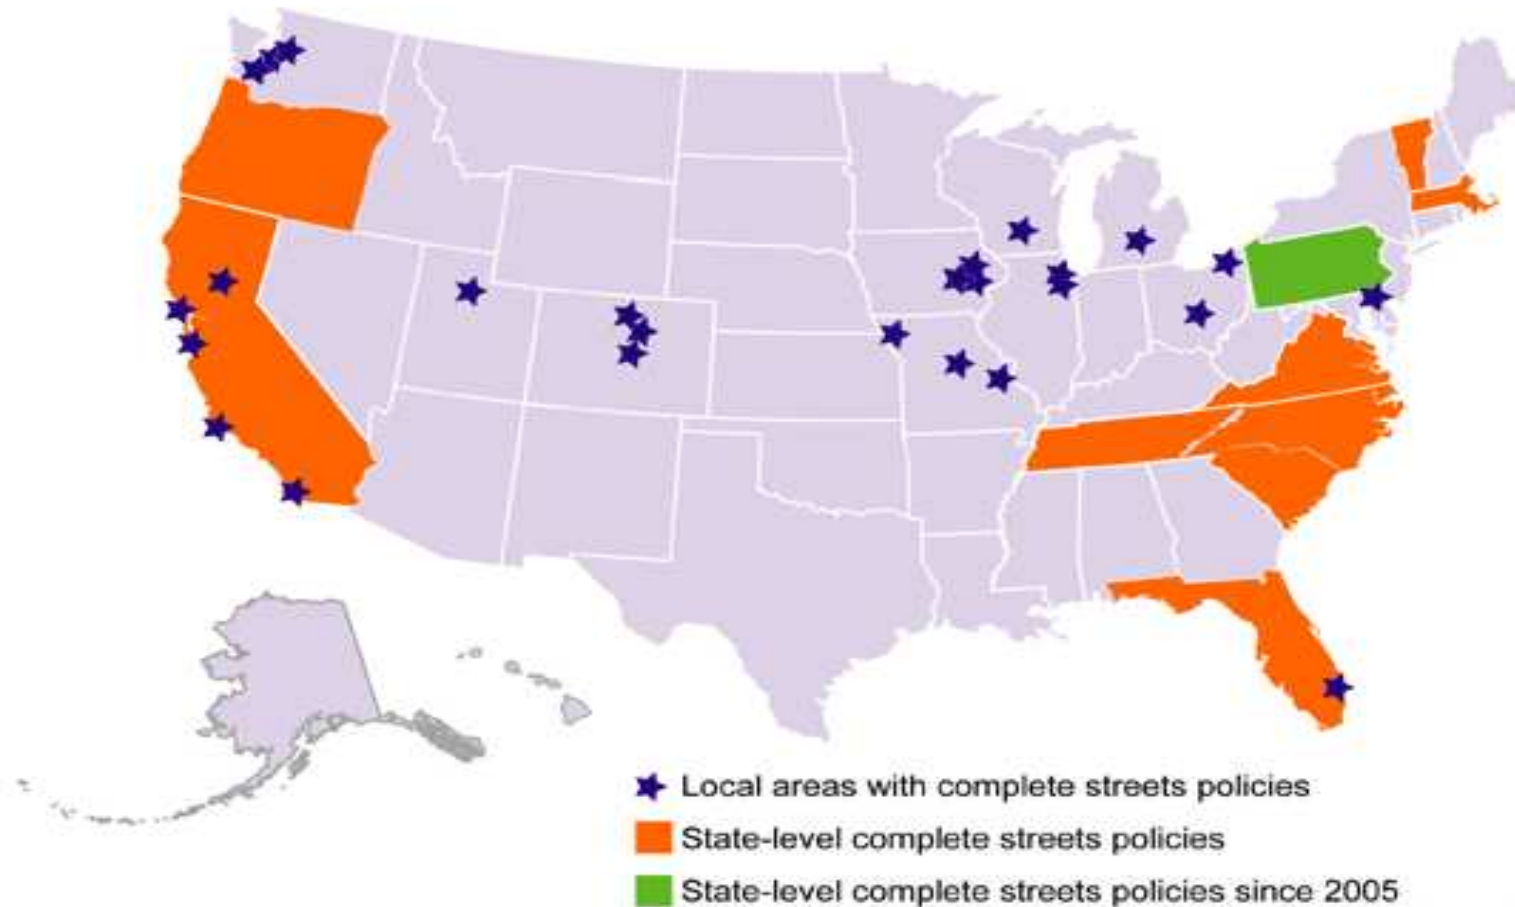 Local areas with complete streets policies
State-level complete streets policies
State-level complete streets policies since 2005